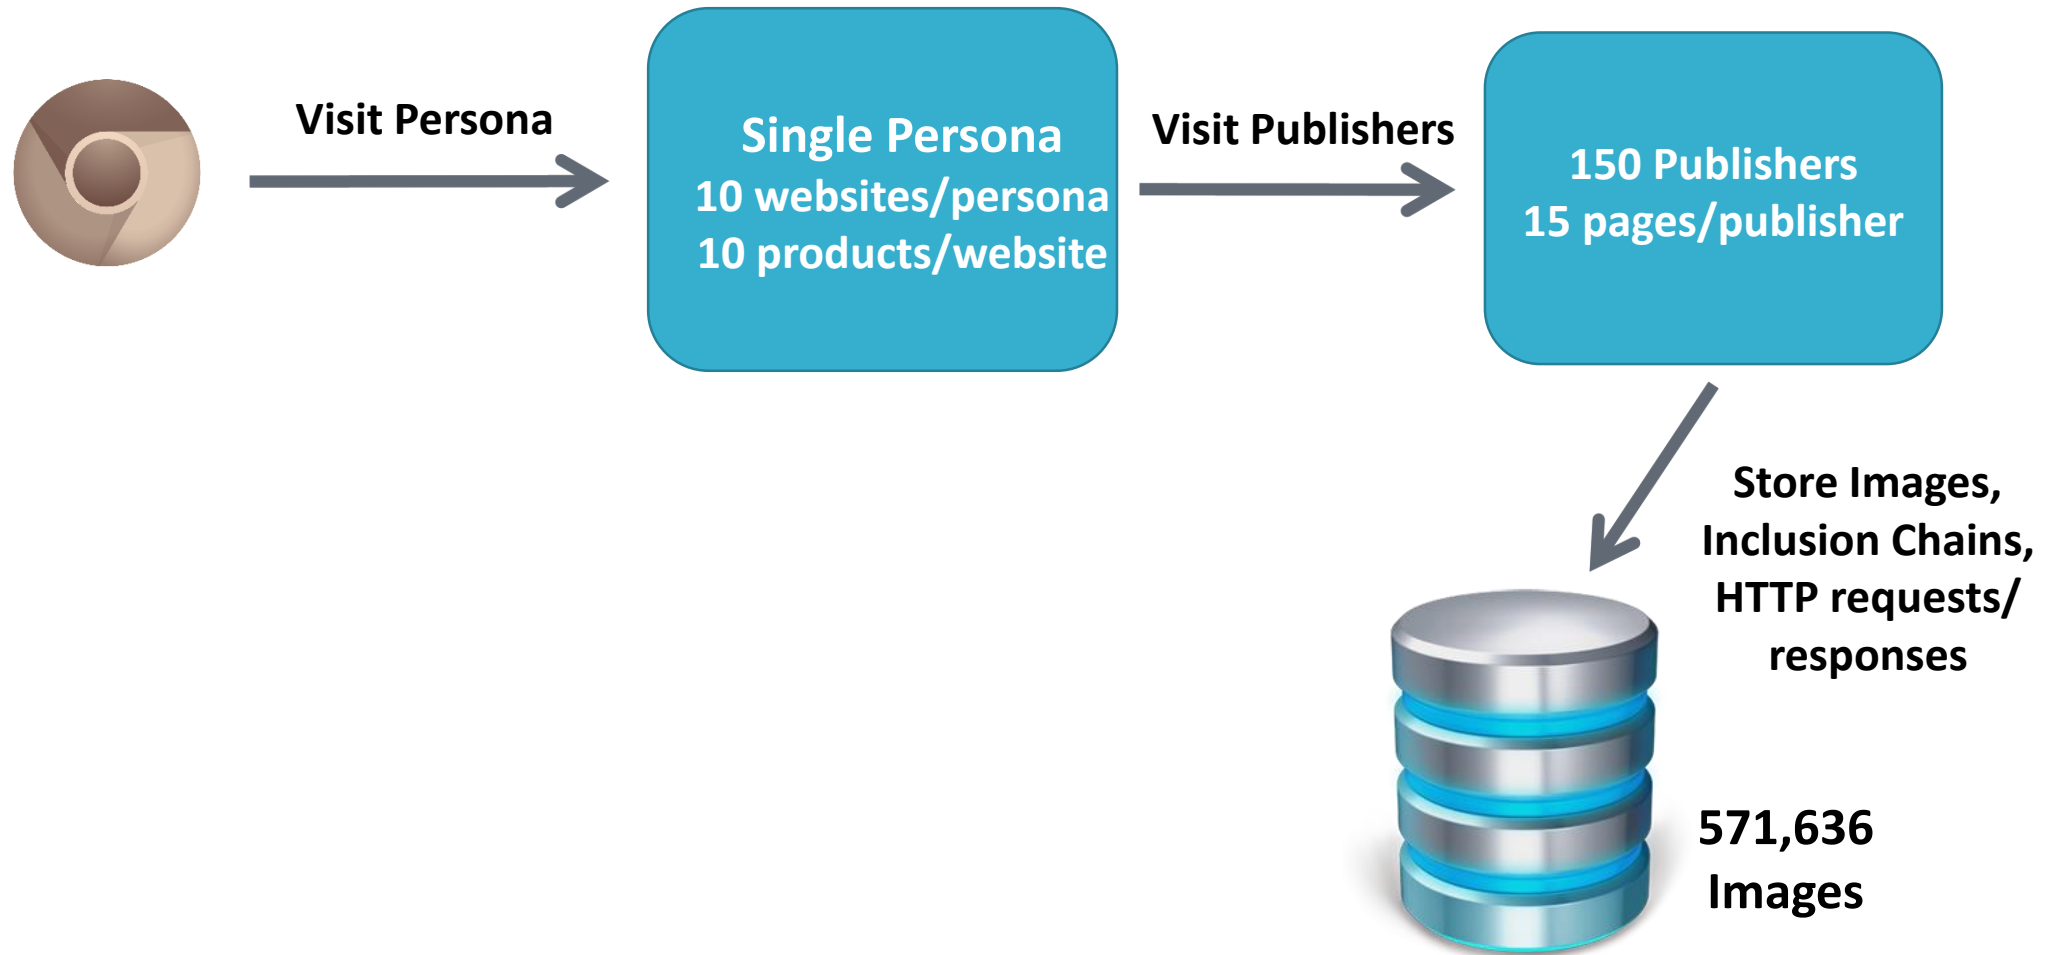 Visit Persona
Single Persona
10 websites/persona
10 products/website
Visit Publishers
150 Publishers
15 pages/publisher
Store Images,
Inclusion Chains,
HTTP requests/
responses
571,636
Images